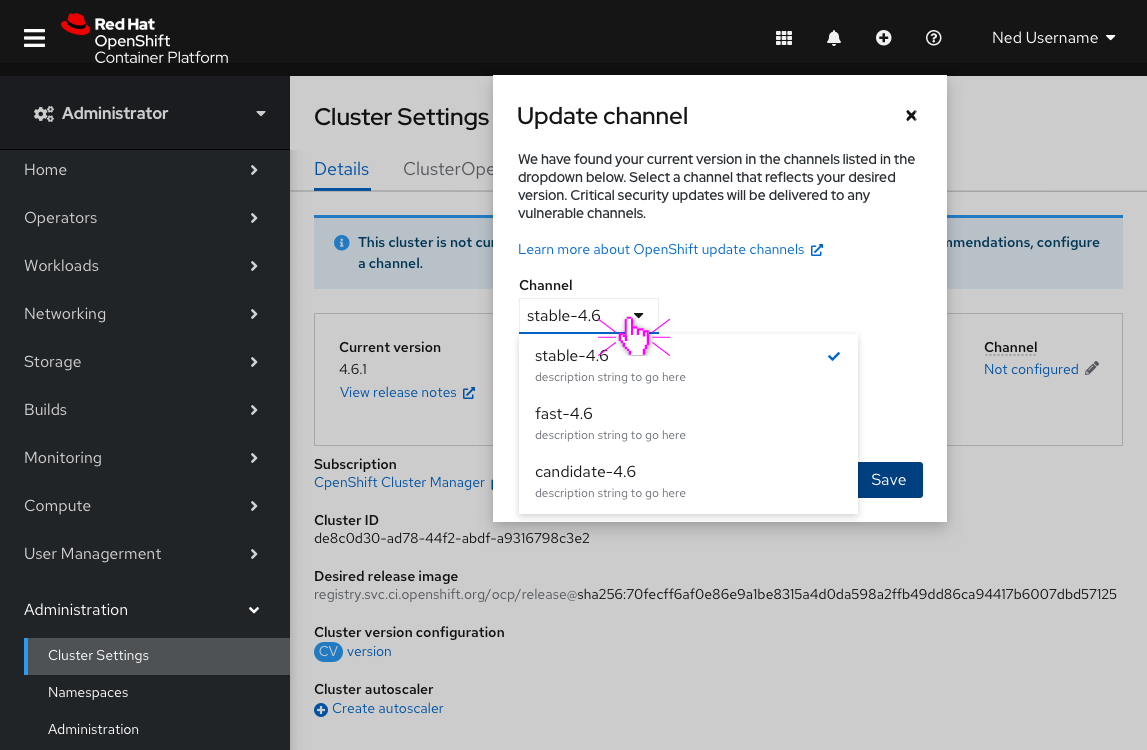 Red Hat
OpenShift
Container Platform
Ned Username
Administrator
Home
Operators
Workloads
Networking
Storage
Builds
Monitoring
Compute
User Managerment
Administration
Cluster Settings
Namespaces
Administration
Cluster Settings
Details
ClusterOpe
This cluster is not cu
mmendations, configure
a channel.
Current version
4.6.1
View release notes
Channel
Not configured
Subscription
OpenShift Cluster Manager
Cluster ID
de8c0d30-ad78-44f2-abdf-a9316798c3e2
Desired release image
registry.svc.ci.openshift.org/ocp/release@sha256:70fecff6af0e86e9a1be8315a4d0da598a2ffb49dd86ca94417b6007dbd57125
Cluster version configuration
CV version
Cluster autoscaler
Create autoscaler
Update channel
We have found your current version in the channels listed in the
dropdown below. Select a channel that reflects your desired
version. Critical security updates will be delivered to any
vulnerable channels.
Learn more about OpenShift update channels
Channel
stable-4.6
stable-4.6
description string to go here
fast-4.6
description string to go here
candidate-4.6
description string to go here
Save